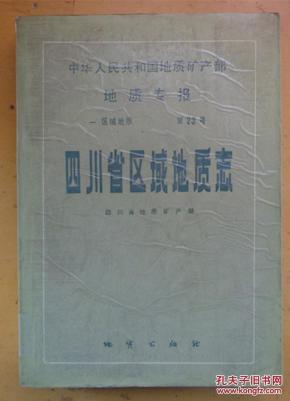 中华人民共和国地质矿产部
地质专报
一 区域地质 第23号
四川省区域地质志
四川省地质矿产局
地质出版社
孔夫子旧书网